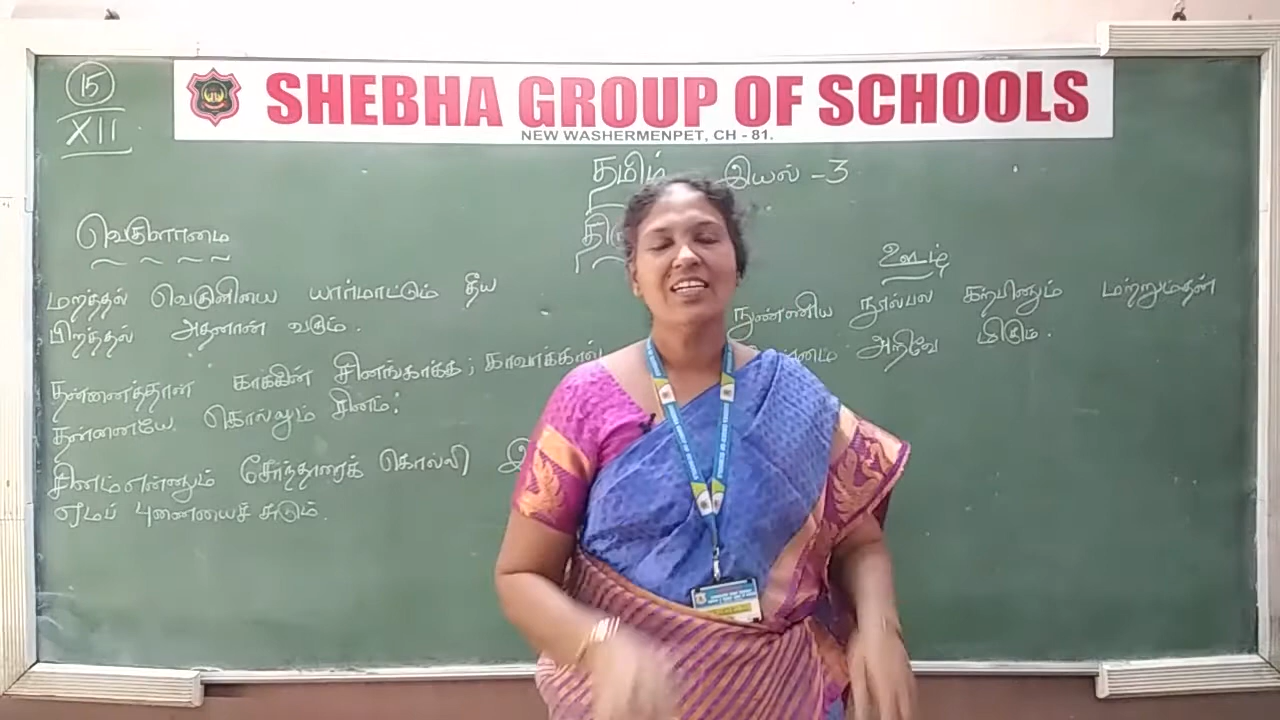 15
XII
SHEBHA GROUP OF SCHOOLS
NEW WASHERMENPET, CH - 81.
தமிழ் இயல் -3
வெகுளாமை
மறத்தல் வெகுளியை யார்மாட்டும் தீய
பிறத்தல் அதனான் வரும்.
தன்னைத்தான் காக்கின் சினங்காக்க; காவாக்கால்
தன்னையே கொல்லும் சினம்.
சினம்என்னும் சேர்ந்தாரைக் கொல்லி
ஏமப் புணையைச் சுடும்.
ஊழ்
நுண்ணிய நூல்பல கற்பினும் மற்றும்தன்
அறிவே மிகும்.